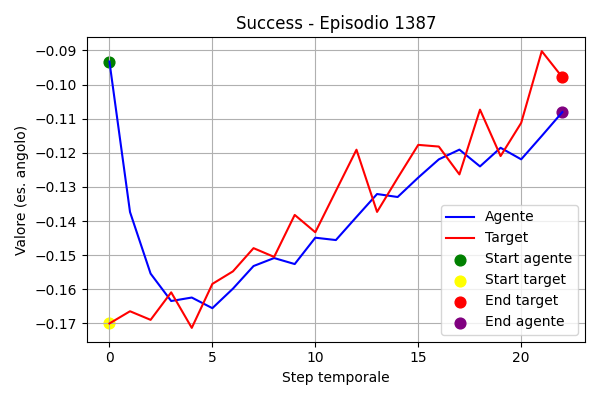 Success - Episodio 1387
Valore (es. angolo)
−0.09
−0.10
−0.11
−0.12
−0.13
−0.14
−0.15
−0.16
−0.17
Agente
Target
Start agente
Start target
End target
End agente
0 5 10 15 20
Step temporale